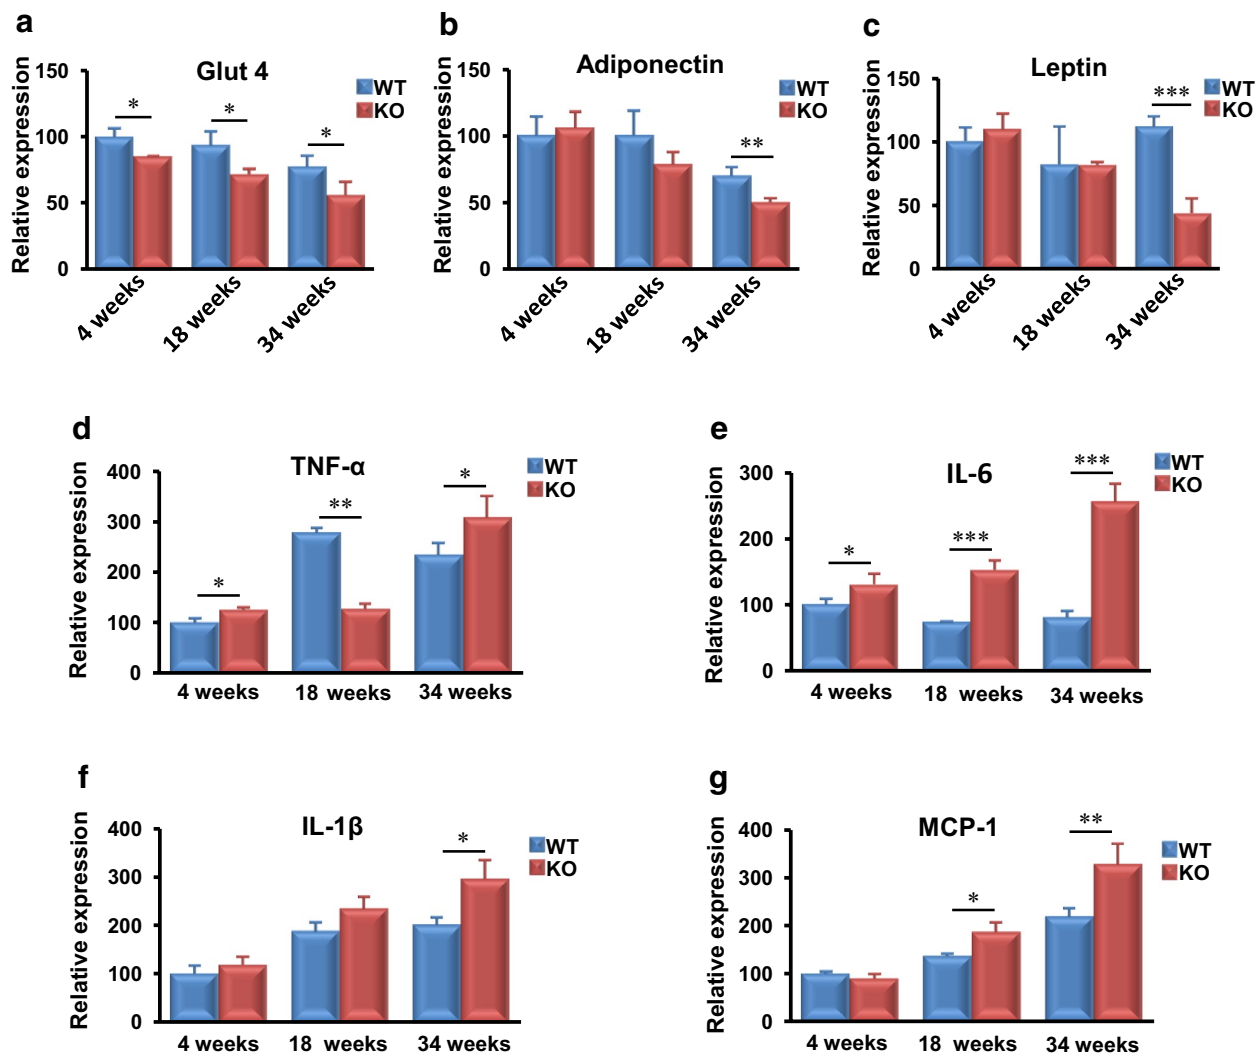 a
Glut 4
Relative expression
150
100
50
0
*
*
*
WT
KO
4 weeks
18 weeks
34 weeks
b
Adiponectin
Relative expression
150
100
50
0
**
WT
KO
4 weeks
18 weeks
34 weeks
c
Leptin
Relative expression
150
100
50
0
***
WT
KO
4 weeks
18 weeks
34 weeks
d
TNF-α
Relative expression
400
300
200
100
0
*
**
*
WT
KO
4 weeks
18 weeks
34 weeks
e
IL-6
Relative expression
300
200
100
0
*
***
***
WT
KO
4 weeks
18 weeks
34 weeks
f
IL-1β
Relative expression
400
300
200
100
0
*
WT
KO
4 weeks
18 weeks
34 weeks
g
MCP-1
Relative expression
400
300
200
100
0
*
**
WT
KO
4 weeks
18 weeks
34 weeks